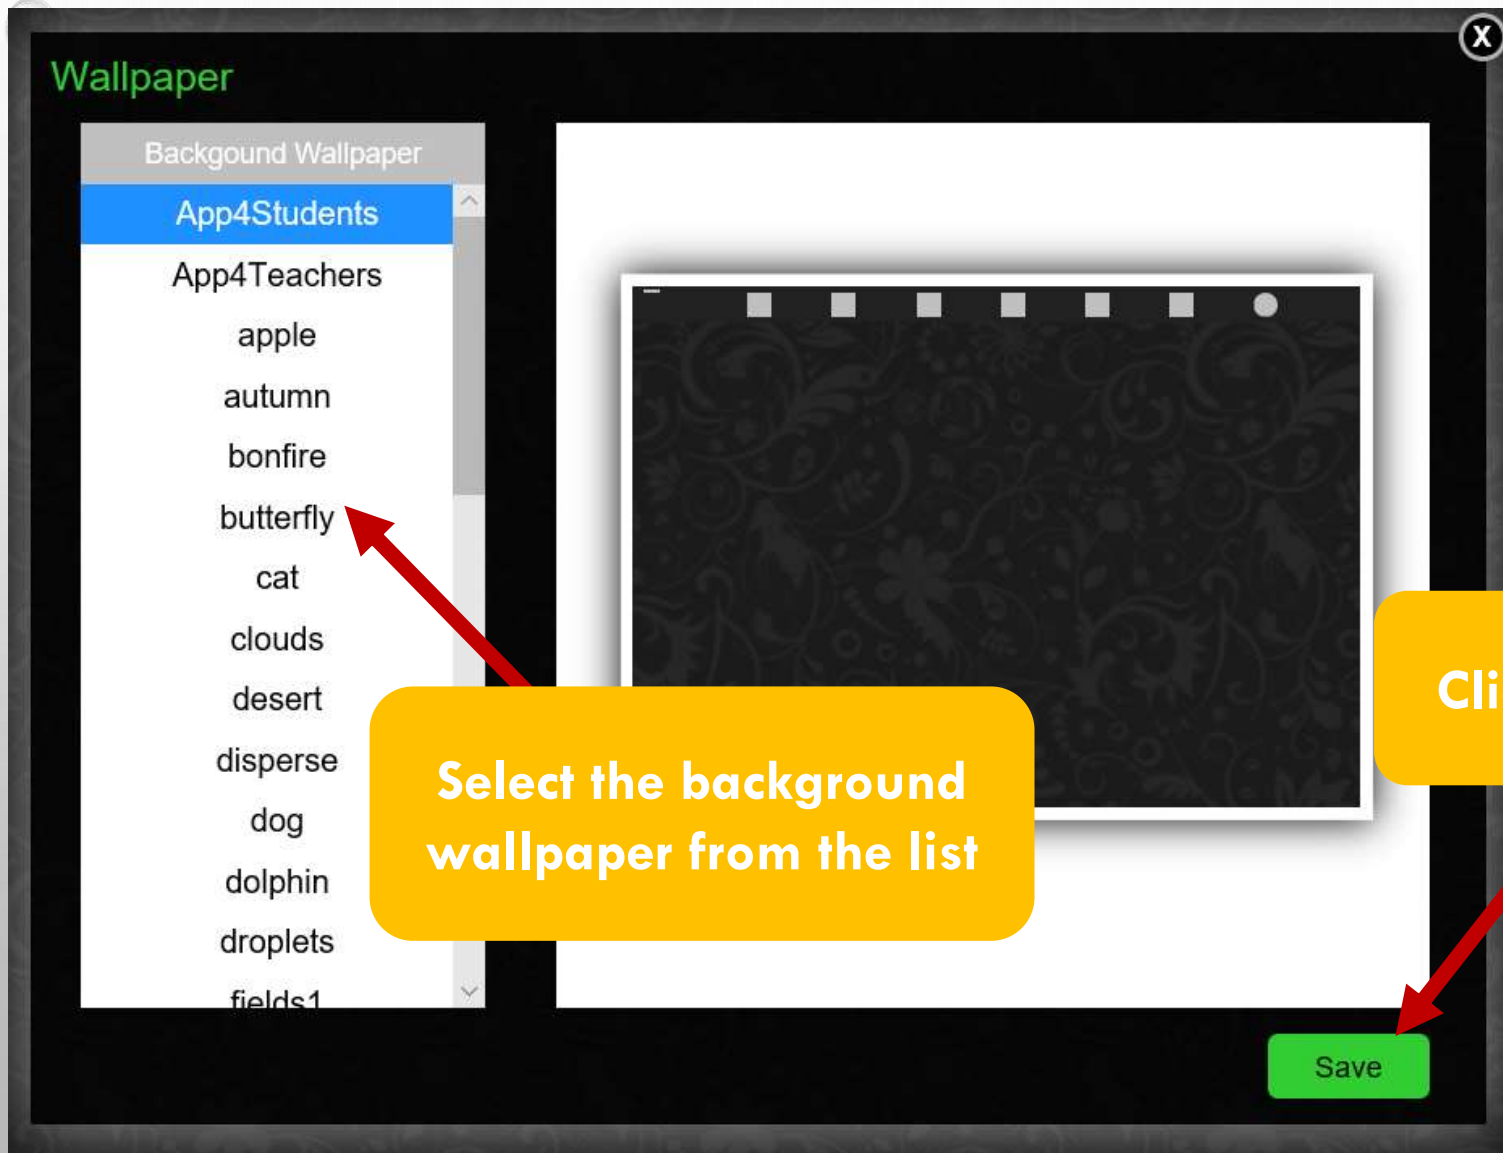 X
Wallpaper
Backgound Wallpaper
App4Students
App4Teachers
apple
autumn
bonfire
butterfly
cat
clouds
desert
disperse
dog
dolphin
droplets
fields1
Select the background
wallpaper from the list
Save